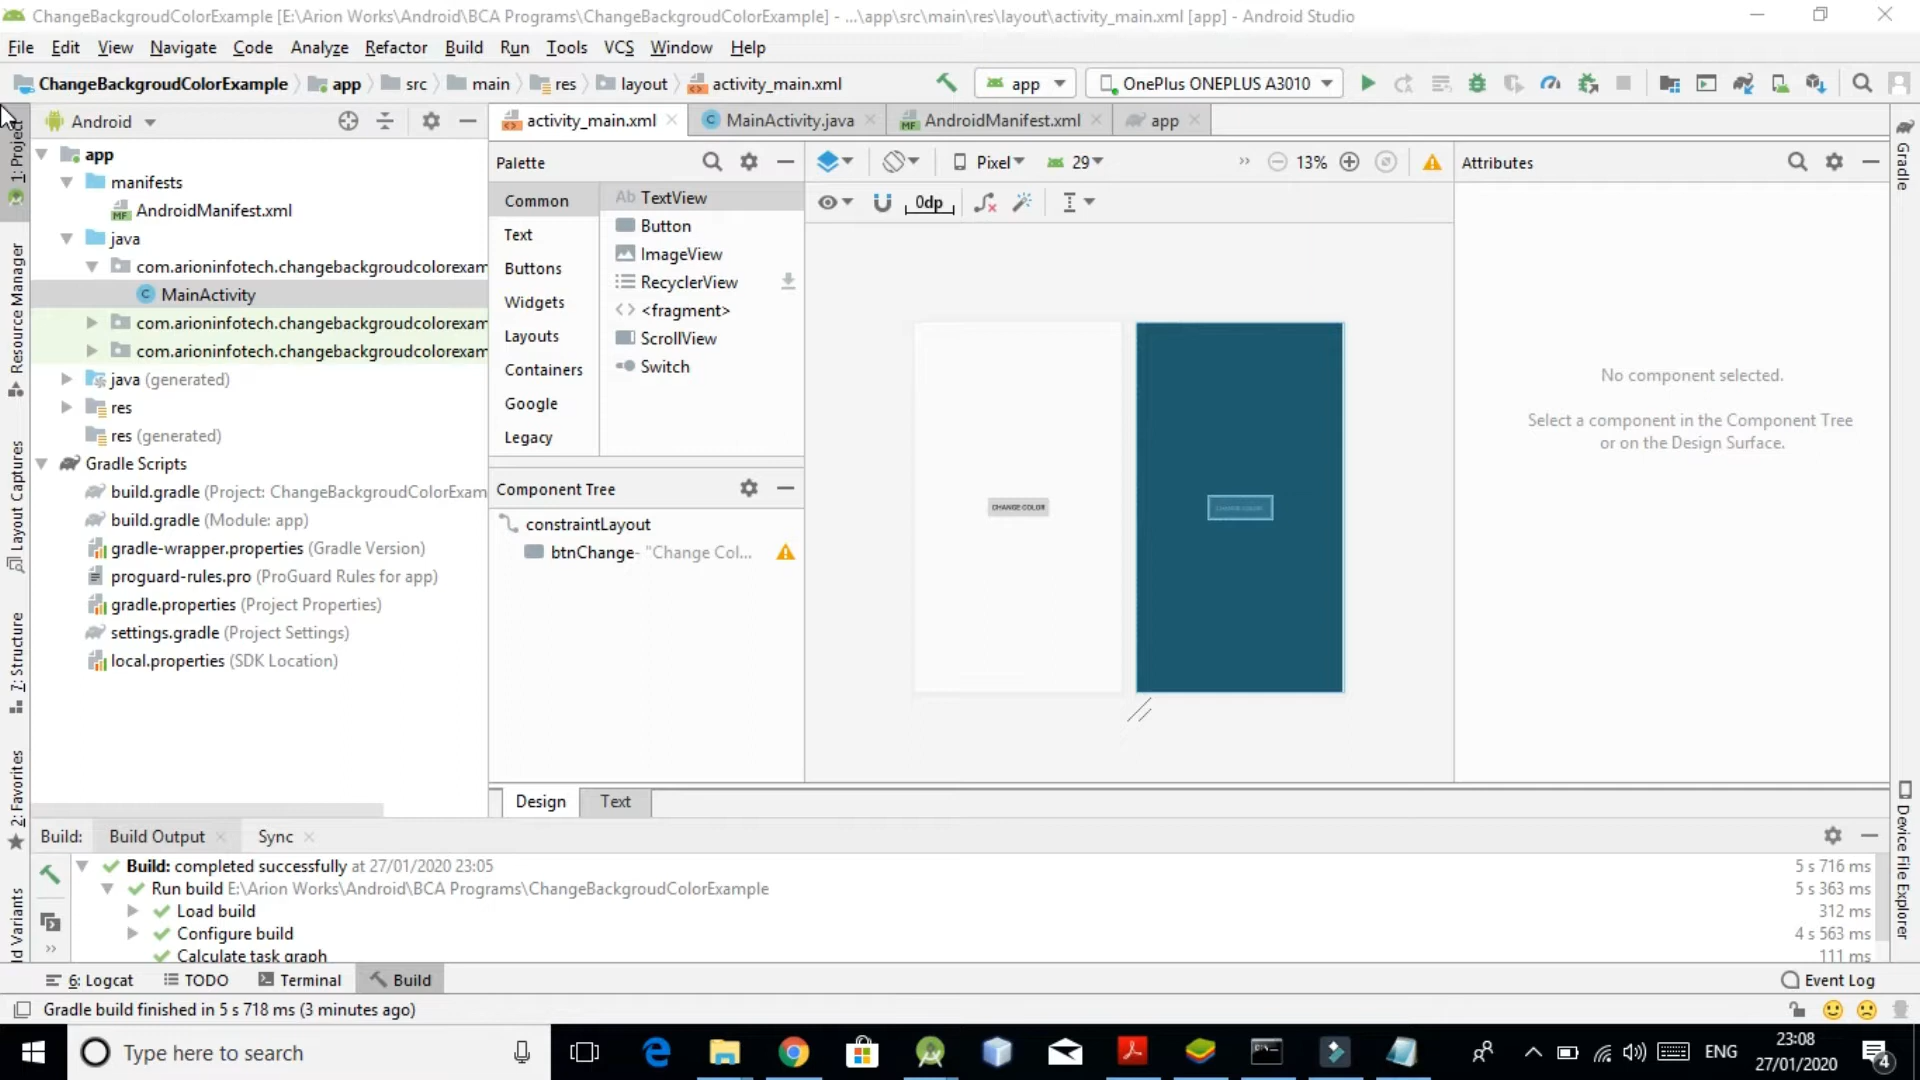 ChangeBackgroudColorExample [E:\Arion Works\Android\BCA Programs\ChangeBackgroudColorExample] - ...\app\src\main\res\layout\activity_main.xml [app] - Android Studio
File Edit View Navigate Code Analyze Refactor Build Run Tools VCS Window Help
ChangeBackgroudColorExample app src main res layout activity_main.xml app OnePlus ONEPLUS A3010
Android activity_main.xml MainActivity.java AndroidManifest.xml app
1: Project
Resource Manager
Layout Captures
Z: Structure
2: Favorites
ld Variants
app
manifests
AndroidManifest.xml
java
com.arioninfotech.changebackgroudcolorexam
MainActivity
com.arioninfotech.changebackgroudcolorexam
com.arioninfotech.changebackgroudcolorexam
java (generated)
res
res (generated)
Gradle Scripts
build.gradle (Project: ChangeBackgroudColorExam
build.gradle (Module: app)
gradle-wrapper.properties (Gradle Version)
proguard-rules.pro (ProGuard Rules for app)
gradle.properties (Project Properties)
settings.gradle (Project Settings)
local.properties (SDK Location)
Palette
Common
Text
Buttons
Widgets
Layouts
Containers
Google
Legacy
Ab TextView
Button
ImageView
RecyclerView
<fragment>
ScrollView
Switch
Component Tree
constraintLayout
btnChange- "Change Col...
Pixel 29 13%
0dp
CHANGE COLOR
CHANGE COLOR
Attributes
No component selected.
Select a component in the Component Tree
or on the Design Surface.
Gradle
Device File Explorer
Design Text
Build: Build Output Sync
Build: completed successfully at 27/01/2020 23:05 5 s 716 ms
Run build E:\Arion Works\Android\BCA Programs\ChangeBackgroudColorExample 5 s 363 ms
Load build 312 ms
Configure build 4 s 563 ms
Calculate task graph 111 ms
6: Logcat TODO Terminal Build Event Log
Gradle build finished in 5 s 718 ms (3 minutes ago)
Type here to search ENG 23:08
27/01/2020 4